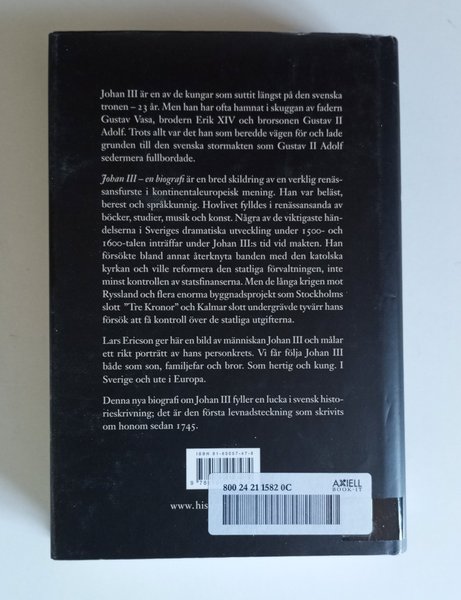 Johan III är en av de kungar som suttit längst på den svenska
tronen – 23 år. Men han har ofta hamnat i skuggan av fadern
Gustav Vasa, brodern Erik XIV och brorsonen Gustav II
Adolf. Trots allt var det han som beredde vägen för och lade
grunden till den svenska stormakten som Gustav II Adolf
sedermera fullbordade.
Johan III – en biografi är en bred skildring av en verklig renäs-
sansfurste i kontinentaleuropeisk mening. Han var beläst,
berest och språkkunnig. Hovlivet fylldes i renässansanda av
böcker, studier, musik och konst. Några av de viktigaste hän-
delserna i Sveriges dramatiska utveckling under 1500- och
1600-talen inträffar under Johan III:s tid vid makten. Han
försökte bland annat återknyta banden med den katolska
kyrkan och ville reformera den statliga förvaltningen, inte
minst kontrollen av statsfinanserna. Men de långa krigen mot
Ryssland och flera enorma byggnadsprojekt som Stockholms
slott "Tre Kronor" och Kalmar slott undergrävde tyvärr hans
försök att få kontroll över de statliga utgifterna.
Lars Ericson ger här en bild av människan Johan III och målar
ett rikt porträtt av hans personkrets. Vi får följa Johan III
både som son, familjefar och bror. Som hertig och kung. I
Sverige och ute i Europa.
Denna nya biografi om Johan III fyller en lucka i svensk histo-
rieskrivning; det är den första levnadsteckning som skrivits
om honom sedan 1745.
ISBN 91-85057-47-9
800 24 21 1582 0C
AXIELL
BOOK-IT
www.his